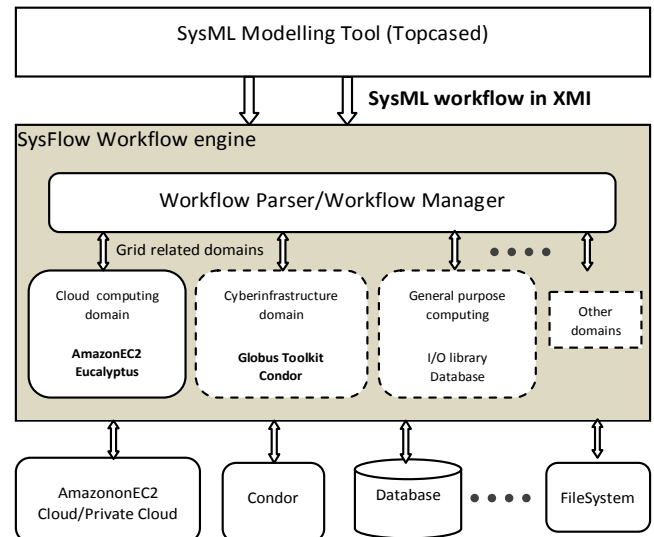 SysML Modelling Tool (Topcased)
SysML workflow in XMI
SysFlow Workflow engine
Workflow Parser/Workflow Manager
Grid related domains
Cloud computing
domain
AmazonEC2
Eucalyptus
Cyberinfrastructure
domain
Globus Toolkit
Condor
General purpose
computing
I/O library
Database
Other
domains
AmazononEC2
Cloud/Private Cloud
Condor
Database
FileSystem